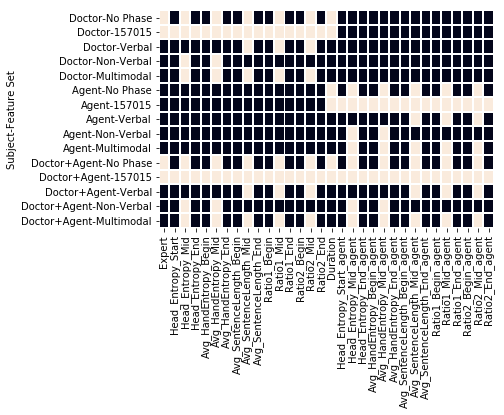 Subject-Feature Set
Doctor-No Phase
Doctor-157015
Doctor-Verbal
Doctor-Non-Verbal
Doctor-Multimodal
Agent-No Phase
Agent-157015
Agent-Verbal
Agent-Non-Verbal
Agent-Multimodal
Doctor+Agent-No Phase
Doctor+Agent-157015
Doctor+Agent-Verbal
Doctor+Agent-Non-Verbal
Doctor+Agent-Multimodal
Expert
Head_Entropy_Start
Head_Entropy_Mid
Head_Entropy_End
Avg_HandEntropy_Begin
Avg_HandEntropy_Mid
Avg_HandEntropy_End
Avg_SentenceLength_Begin
Avg_SentenceLength_Mid
Avg_SentenceLength_End
Ratio1_Begin
Ratio1_Mid
Ratio1_End
Ratio2_Begin
Ratio2_Mid
Ratio2_End
Duration
Head_Entropy_Start_agent
Head_Entropy_Mid_agent
Head_Entropy_End_agent
Avg_HandEntropy_Begin_agent
Avg_HandEntropy_Mid_agent
Avg_HandEntropy_End_agent
Avg_SentenceLength_Begin_agent
Avg_SentenceLength_Mid_agent
Avg_SentenceLength_End_agent
Ratio1_Begin_agent
Ratio1_Mid_agent
Ratio1_End_agent
Ratio2_Begin_agent
Ratio2_Mid_agent
Ratio2_End_agent